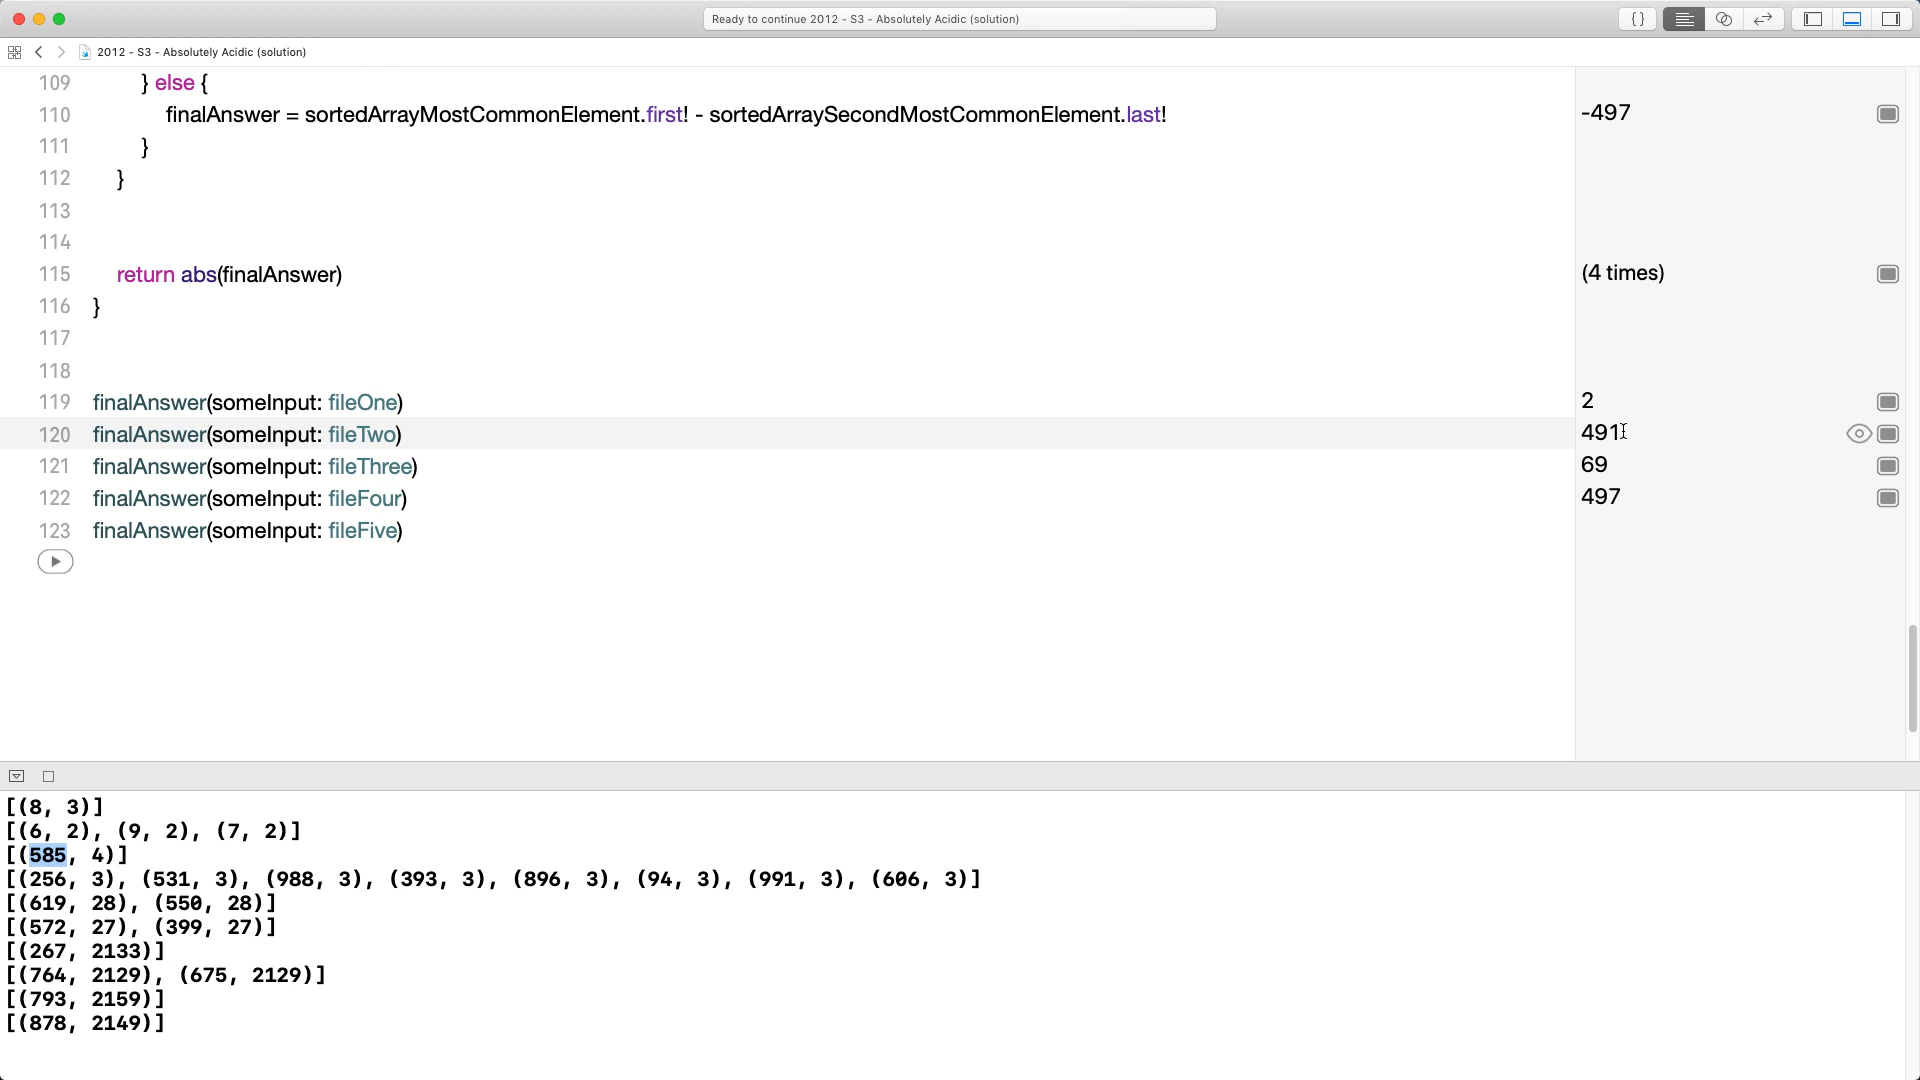 Ready to continue 2012 - S3 - Absolutely Acidic (solution)
{ }
2012 - S3 - Absolutely Acidic (solution)
109 } else {
110 finalAnswer = sortedArrayMostCommonElement.first! - sortedArraySecondMostCommonElement.last! -497
111 }
112 }
113
114
115 return abs(finalAnswer) (4 times)
116 }
117
118
119 finalAnswer(someInput: fileOne) 2
120 finalAnswer(someInput: fileTwo) 491
121 finalAnswer(someInput: fileThree) 69
122 finalAnswer(someInput: fileFour) 497
123 finalAnswer(someInput: fileFive)
[(8, 3)]
[(6, 2), (9, 2), (7, 2)]
[(585, 4)]
[(256, 3), (531, 3), (988, 3), (393, 3), (896, 3), (94, 3), (991, 3), (606, 3)]
[(619, 28), (550, 28)]
[(572, 27), (399, 27)]
[(267, 2133)]
[(764, 2129), (675, 2129)]
[(793, 2159)]
[(878, 2149)]